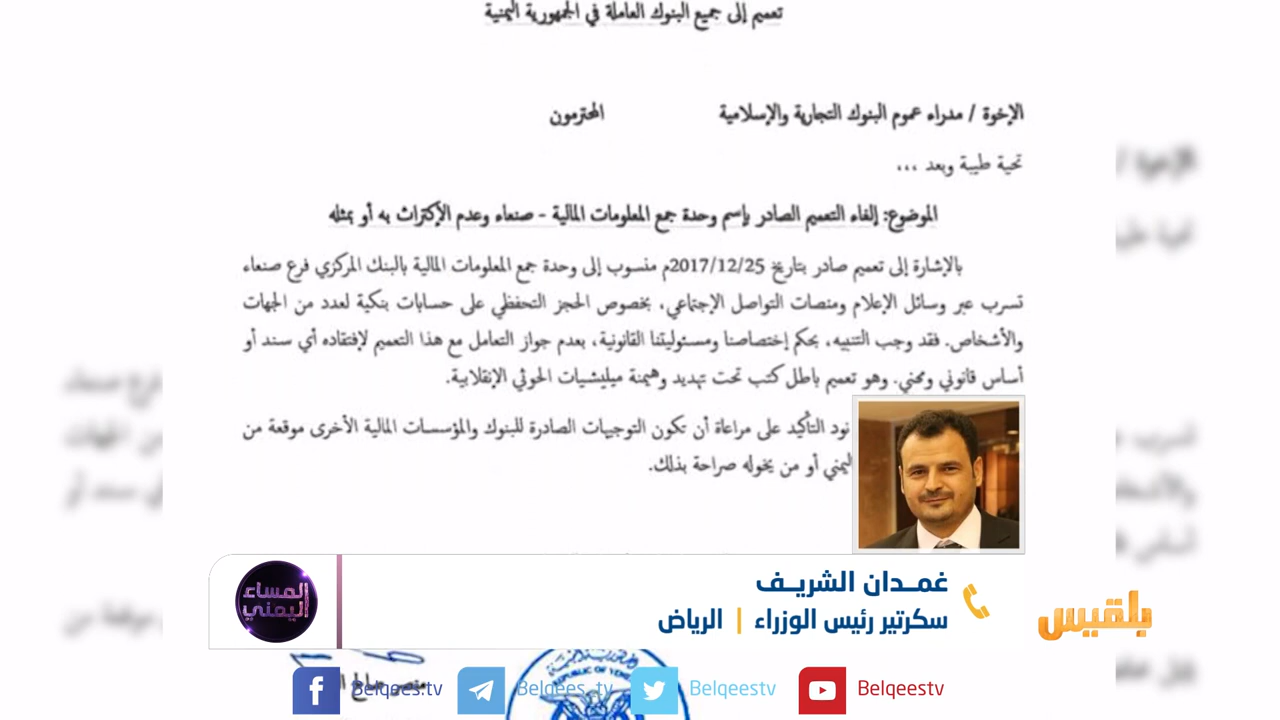 تعميم إلى جميع البنوك العاملة في الجمهورية اليمنية
الإخوة / مدراء عموم البنوك التجارية والإسلامية المحترمون
تحية طيبة وبعد ...
الموضوع: إلغاء التعميم الصادر بإسم وحدة جمع المعلومات المالية - صنعاء وعدم الإكتراث به أو بمثله
بالإشارة إلى تعميم صادر بتاريخ 2017/12/25م منسوب إلى وحدة جمع المعلومات المالية بالبنك المركزي فرع صنعاء
تسرب عبر وسائل الإعلام ومنصات التواصل الإجتماعي، بخصوص الحجز التحفظي على حسابات بنكية لعدد من الجهات
والأشخاص. فقد وجب التنبيه، بحكم إختصاصنا ومسئوليتنا القانونية، بعدم جواز التعامل مع هذا التعميم لإفتقاده أي سند أو
أساس قانوني ومهني. وهو تعميم باطل كتب تحت تهديد وهيمنة ميليشيات الحوثي الإنقلابية.
نود التأكيد على مراعاة أن تكون التوجيهات الصادرة للبنوك والمؤسسات المالية الأخرى موقعة من
اليمني أو من يخوله صراحة بذلك.
غمـدان الشريـف
سكرتير رئيس الوزراء | الرياض
المساء
اليمني
بلقيس
Belqees.tv
Belqees_tv
Belqeestv
Belqeestv